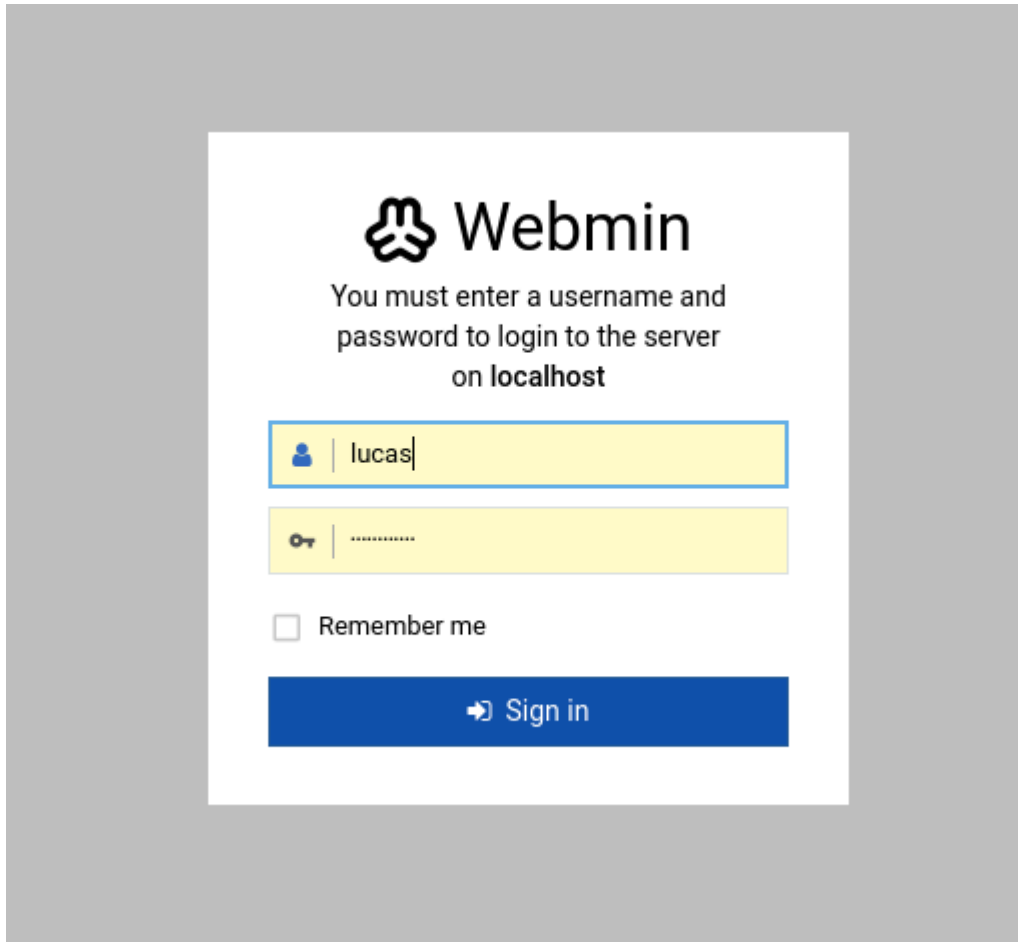 Webmin
You must enter a username and
password to login to the server
on localhost
lucas
············
Remember me
Sign in